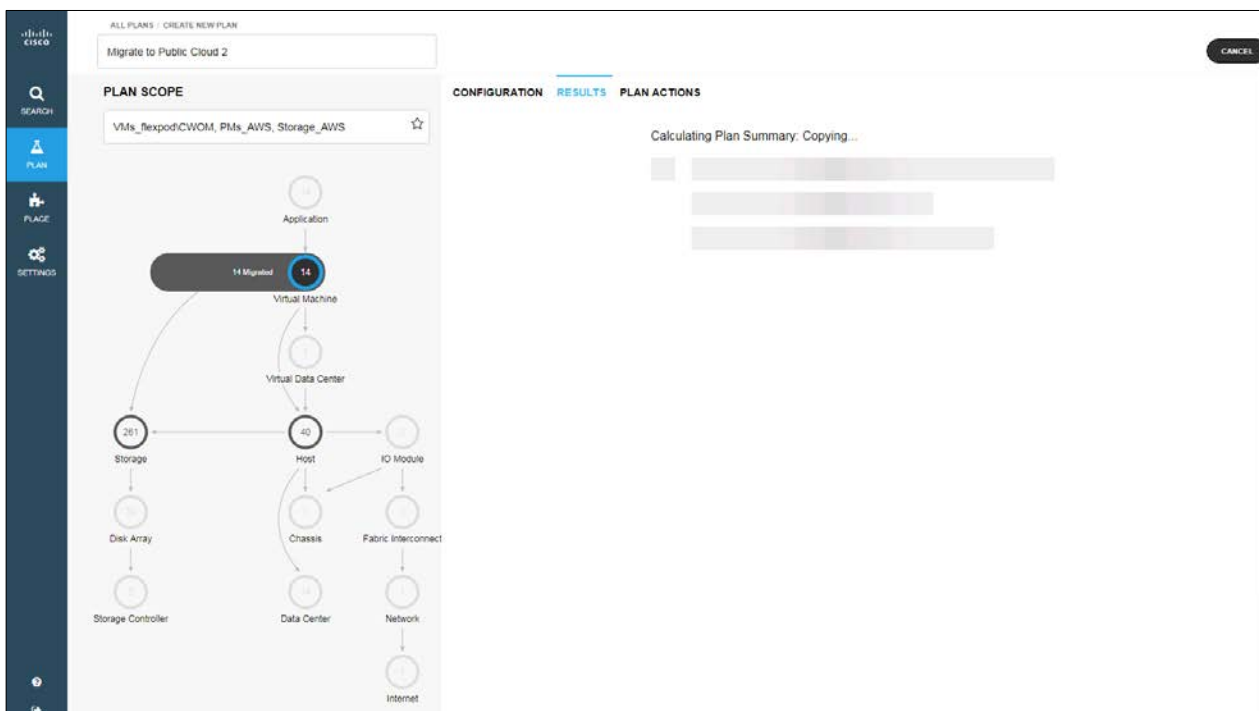 ALL PLANS / CREATE NEW PLAN
cisco
Migrate to Public Cloud 2
CANCEL
SEARCH
PLAN
PLACE
SETTINGS
PLAN SCOPE
VMs_flexpod\CWOM, PMs_AWS, Storage_AWS
CONFIGURATION RESULTS PLAN ACTIONS
Calculating Plan Summary: Copying...
Application
14 Migrated 14
Virtual Machine
Virtual Data Center
261 40
Storage Host IO Module
Disk Array Chassis Fabric Interconnect
Storage Controller Data Center Network
Internet